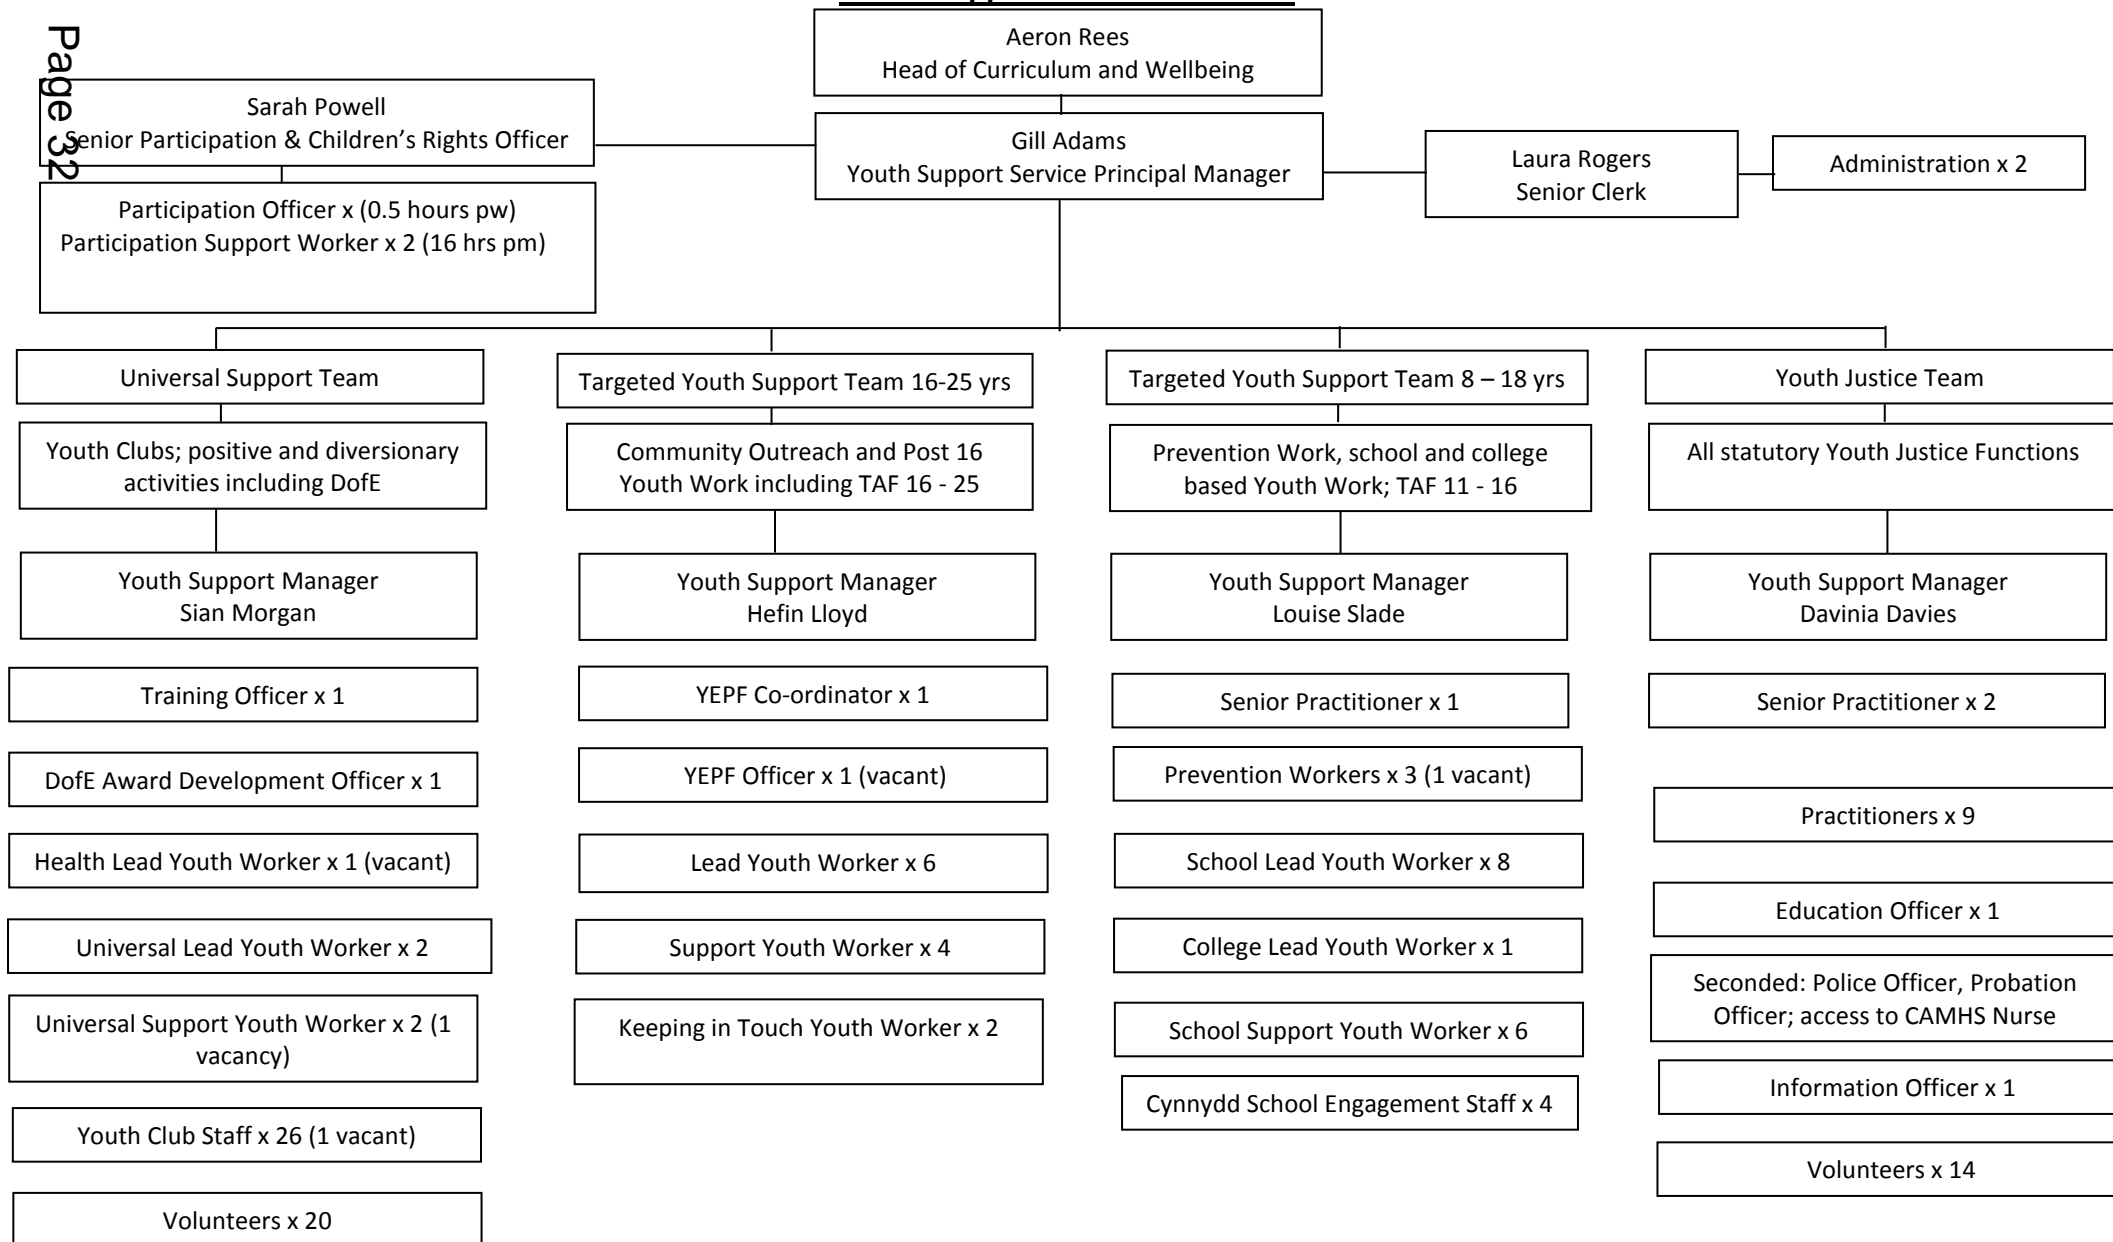 Page 32
Aeron Rees
Head of Curriculum and Wellbeing
Sarah Powell
Senior Participation & Children's Rights Officer
Gill Adams
Youth Support Service Principal Manager
Laura Rogers
Senior Clerk
Administration x 2
Participation Officer x (0.5 hours pw)
Participation Support Worker x 2 (16 hrs pm)
Universal Support Team
Youth Clubs; positive and diversionary
activities including DofE
Youth Support Manager
Sian Morgan
Training Officer x 1
DofE Award Development Officer x 1
Health Lead Youth Worker x 1 (vacant)
Universal Lead Youth Worker x 2
Universal Support Youth Worker x 2 (1
vacancy)
Youth Club Staff x 26 (1 vacant)
Volunteers x 20
Targeted Youth Support Team 16-25 yrs
Community Outreach and Post 16
Youth Work including TAF 16 - 25
Youth Support Manager
Hefin Lloyd
YEPF Co-ordinator x 1
YEPF Officer x 1 (vacant)
Lead Youth Worker x 6
Support Youth Worker x 4
Keeping in Touch Youth Worker x 2
Targeted Youth Support Team 8 – 18 yrs
Prevention Work, school and college
based Youth Work; TAF 11 - 16
Youth Support Manager
Louise Slade
Senior Practitioner x 1
Prevention Workers x 3 (1 vacant)
School Lead Youth Worker x 8
College Lead Youth Worker x 1
School Support Youth Worker x 6
Cynnydd School Engagement Staff x 4
Youth Justice Team
All statutory Youth Justice Functions
Youth Support Manager
Davinia Davies
Senior Practitioner x 2
Practitioners x 9
Education Officer x 1
Seconded: Police Officer, Probation
Officer; access to CAMHS Nurse
Information Officer x 1
Volunteers x 14